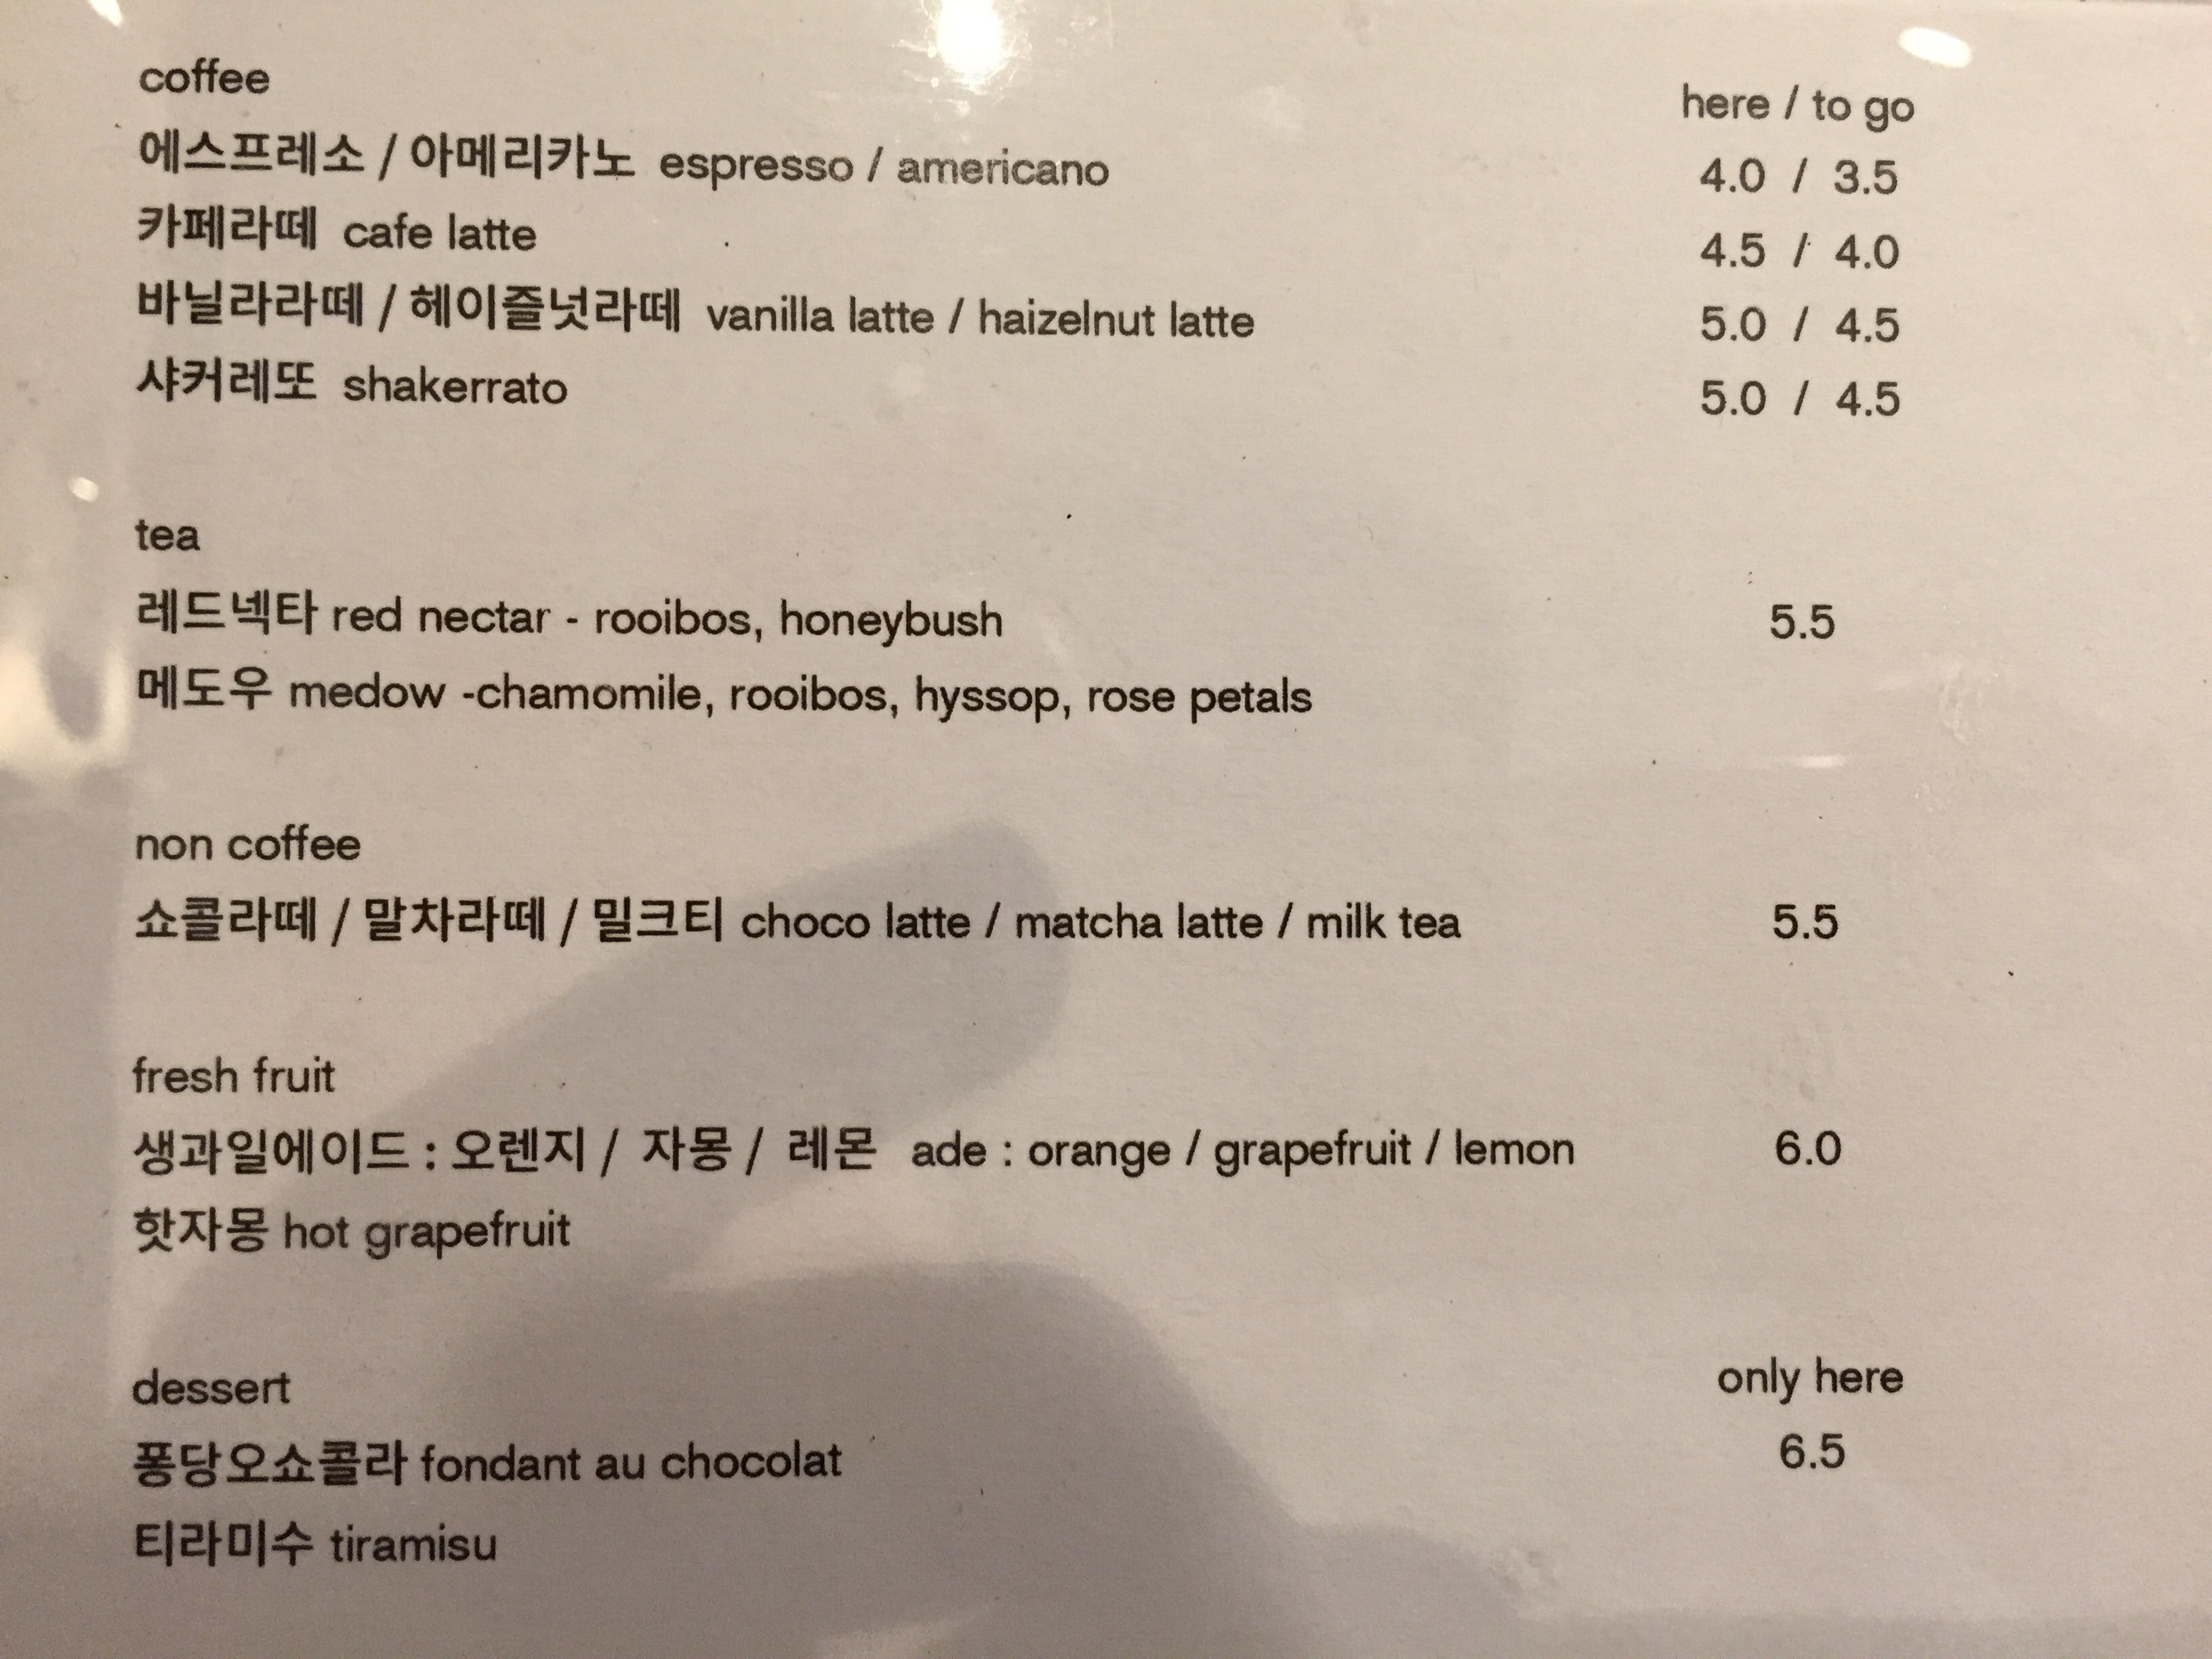 coffee
here / to go
에스프레소 / 아메리카노 espresso / americano 4.0 / 3.5
카페라떼 cafe latte 4.5 / 4.0
바닐라라떼 / 헤이즐넛라떼 vanilla latte / haizelnut latte 5.0 / 4.5
샤커레또 shakerrato 5.0 / 4.5
tea
레드넥타 red nectar - rooibos, honeybush 5.5
메도우 medow -chamomile, rooibos, hyssop, rose petals
non coffee
쇼콜라떼 / 말차라떼 / 밀크티 choco latte / matcha latte / milk tea 5.5
fresh fruit
생과일에이드 : 오렌지 / 자몽 / 레몬 ade : orange / grapefruit / lemon 6.0
핫자몽 hot grapefruit
dessert only here
퐁당오쇼콜라 fondant au chocolat 6.5
티라미수 tiramisu